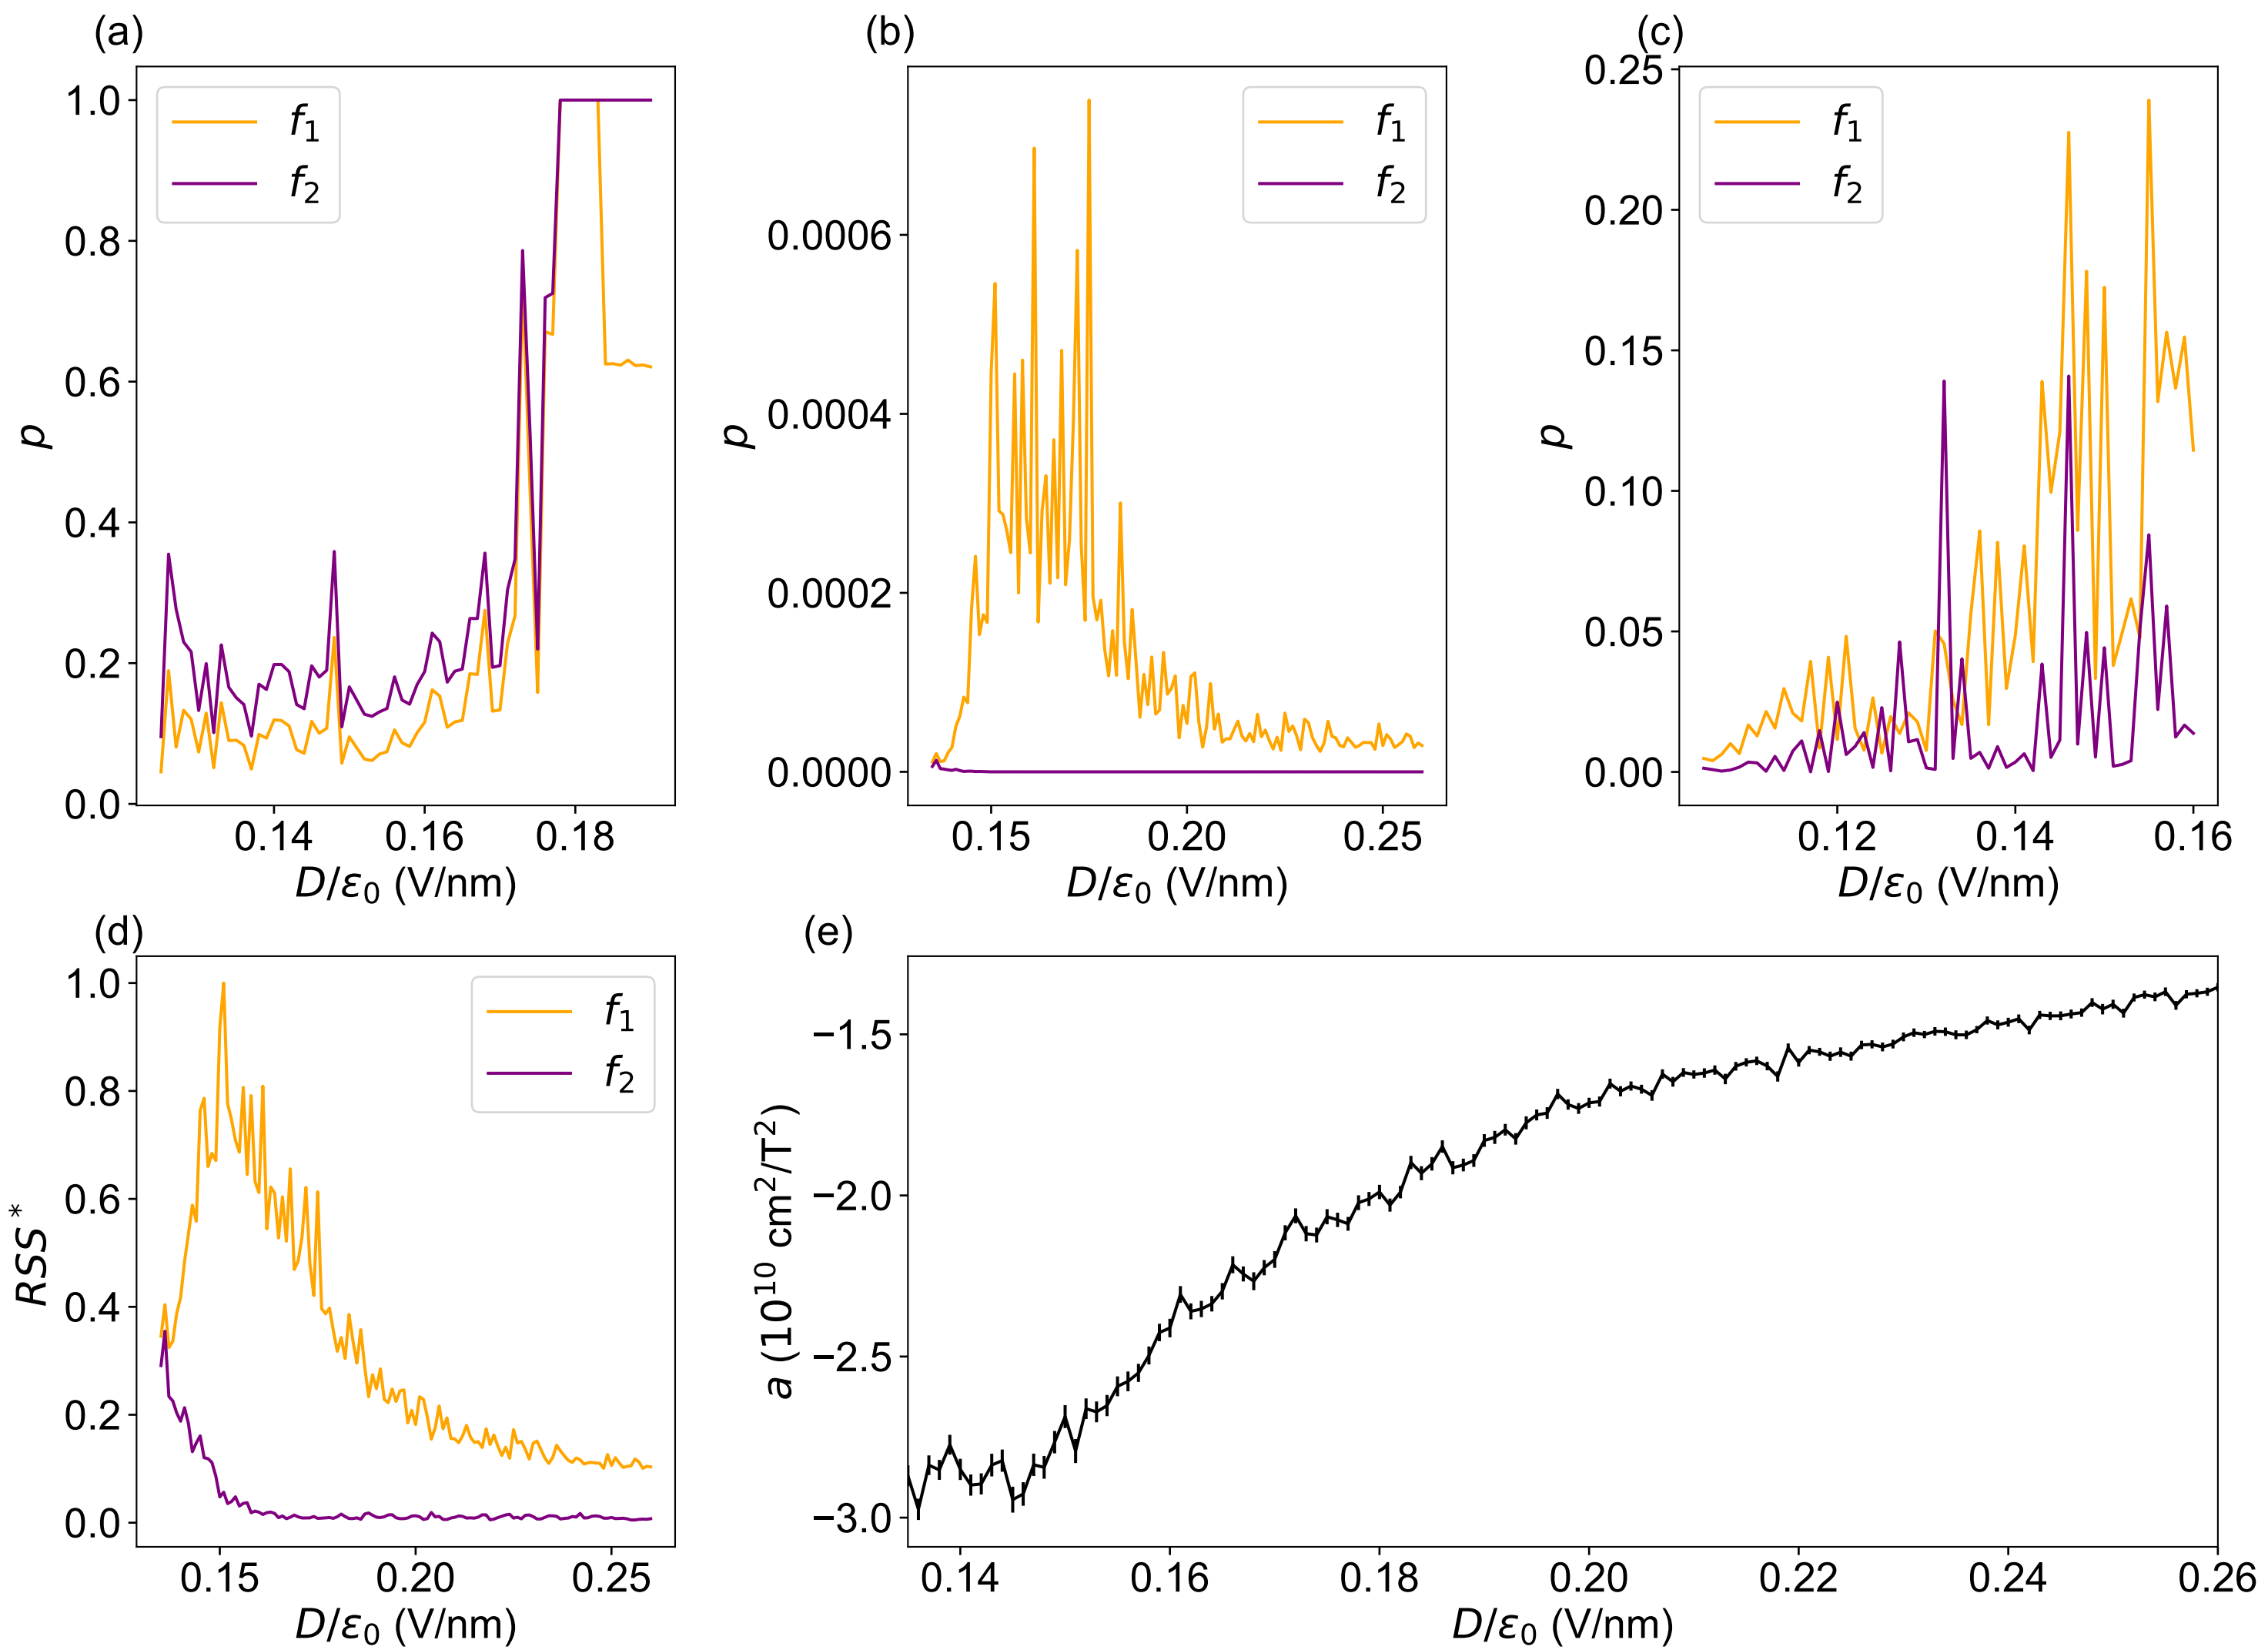 (a)
1.0
0.8
0.6
0.4
0.2
0.0
p
f₁
f₂
0.14 0.16 0.18
D/ε₀ (V/nm)
(b)
0.0006
0.0004
0.0002
0.0000
p
f₁
f₂
0.15 0.20 0.25
D/ε₀ (V/nm)
(c)
0.25
0.20
0.15
0.10
0.05
0.00
p
f₁
f₂
0.12 0.14 0.16
D/ε₀ (V/nm)
(d)
1.0
0.8
0.6
0.4
0.2
0.0
RSS*
f₁
f₂
0.15 0.20 0.25
D/ε₀ (V/nm)
(e)
−1.5
−2.0
−2.5
−3.0
a (10¹⁰ cm²/T²)
0.14 0.16 0.18 0.20 0.22 0.24 0.26
D/ε₀ (V/nm)